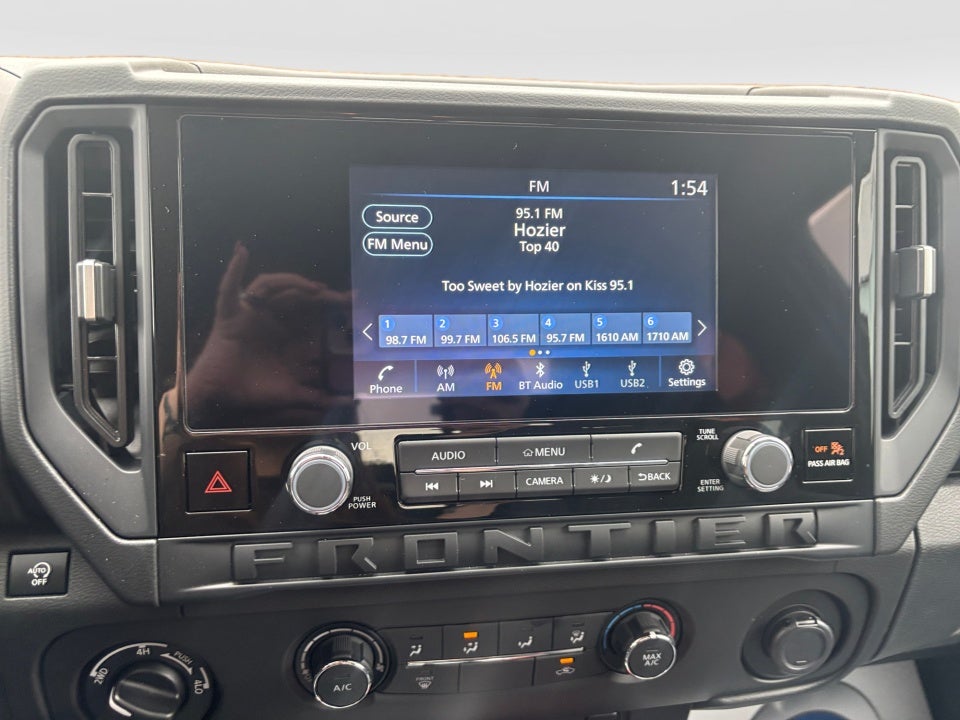 FM
1:54
Source
FM Menu
95.1 FM
Hozier
Top 40
Too Sweet by Hozier on Kiss 95.1
1 2 3 4 5 6
98.7 FM 99.7 FM 106.5 FM 95.7 FM 1610 AM 1710 AM
Phone AM FM BT Audio USB1 USB2 Settings
VOL
PUSH
POWER
AUDIO MENU
CAMERA BACK
TUNE
SCROLL
ENTER
SETTING
OFF
PASS AIR BAG
FRONTIER
AUTO
OFF
2WD 4H PUSH 4LO
A/C
FRONT
MAX
A/C